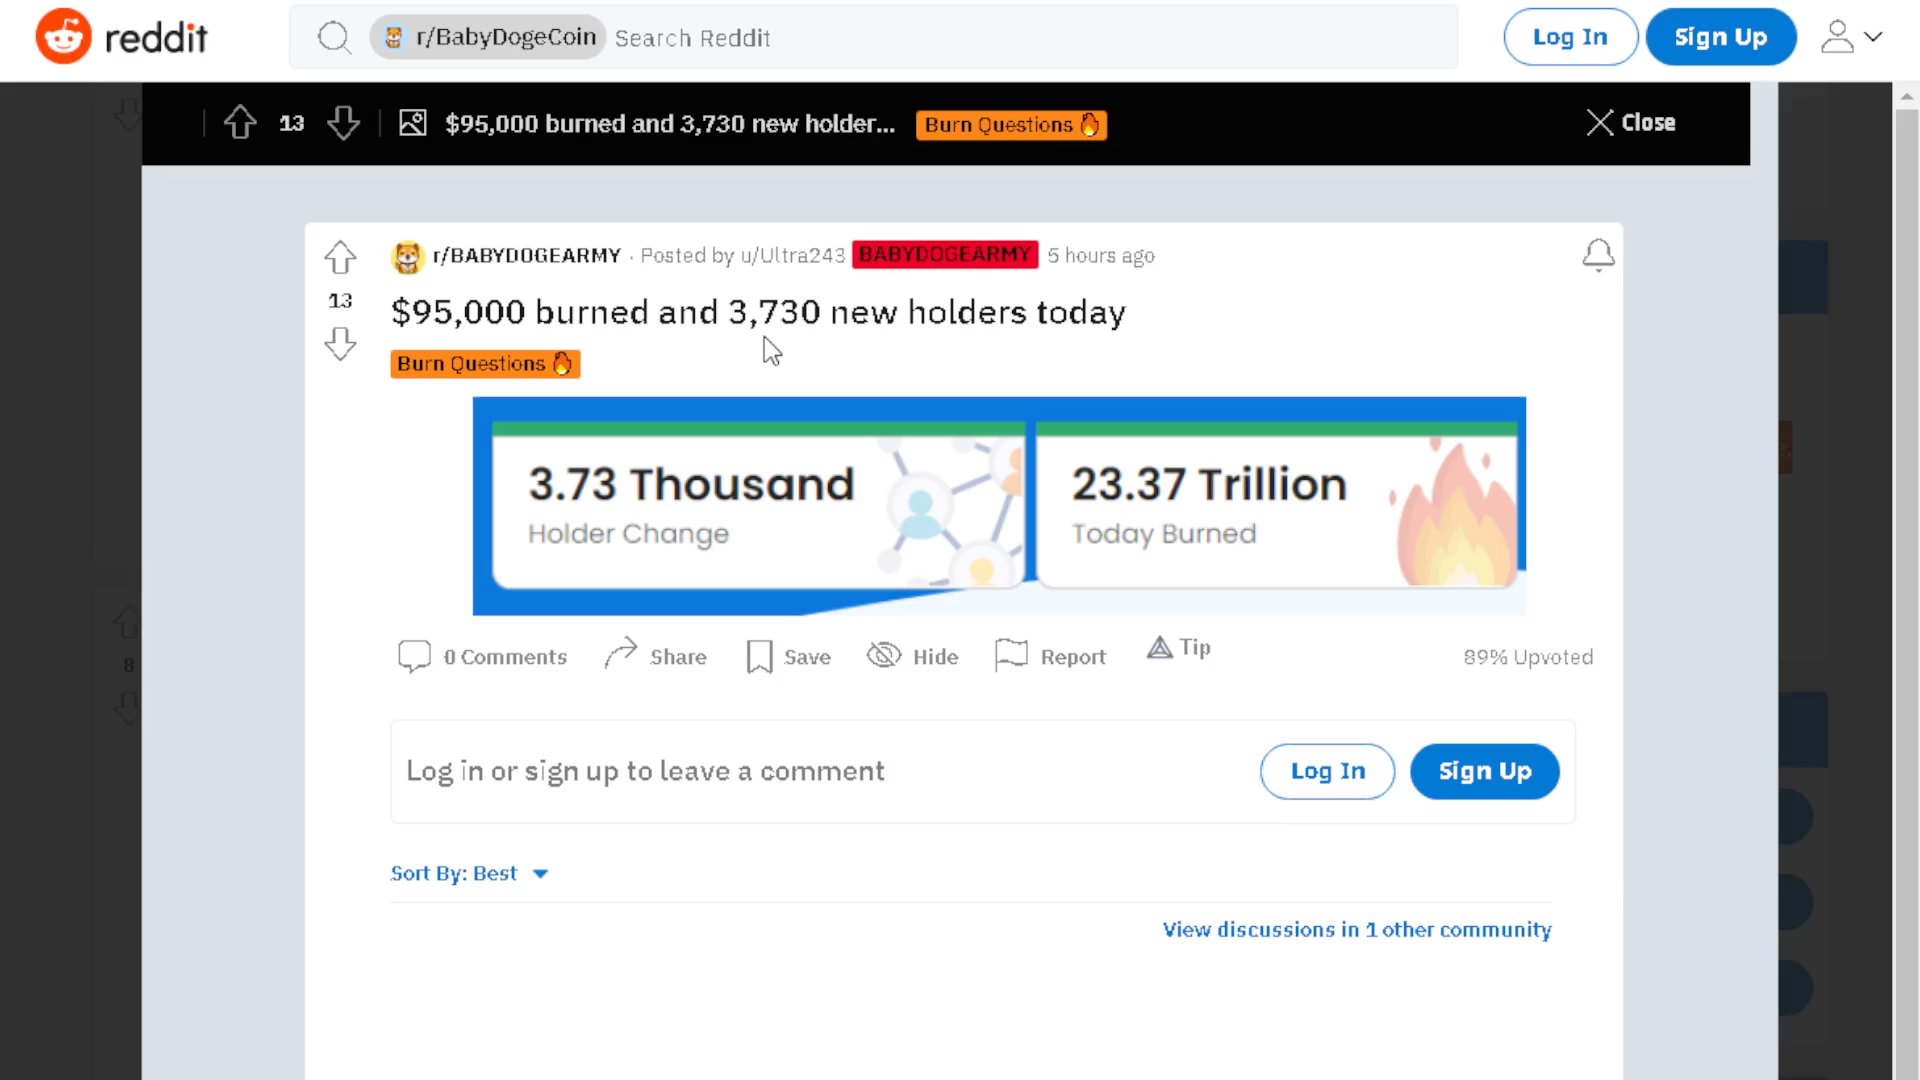 reddit
r/BabyDogeCoin Search Reddit
Log In
Sign Up
13
$95,000 burned and 3,730 new holder...
Burn Questions
Close
r/BABYDOGEARMY · Posted by u/Ultra243 BABYDOGEARMY 5 hours ago
13
$95,000 burned and 3,730 new holders today
Burn Questions
3.73 Thousand
Holder Change
23.37 Trillion
Today Burned
0 Comments
Share
Save
Hide
Report
Tip
89% Upvoted
8
Log in or sign up to leave a comment
Log In
Sign Up
Sort By: Best
View discussions in 1 other community